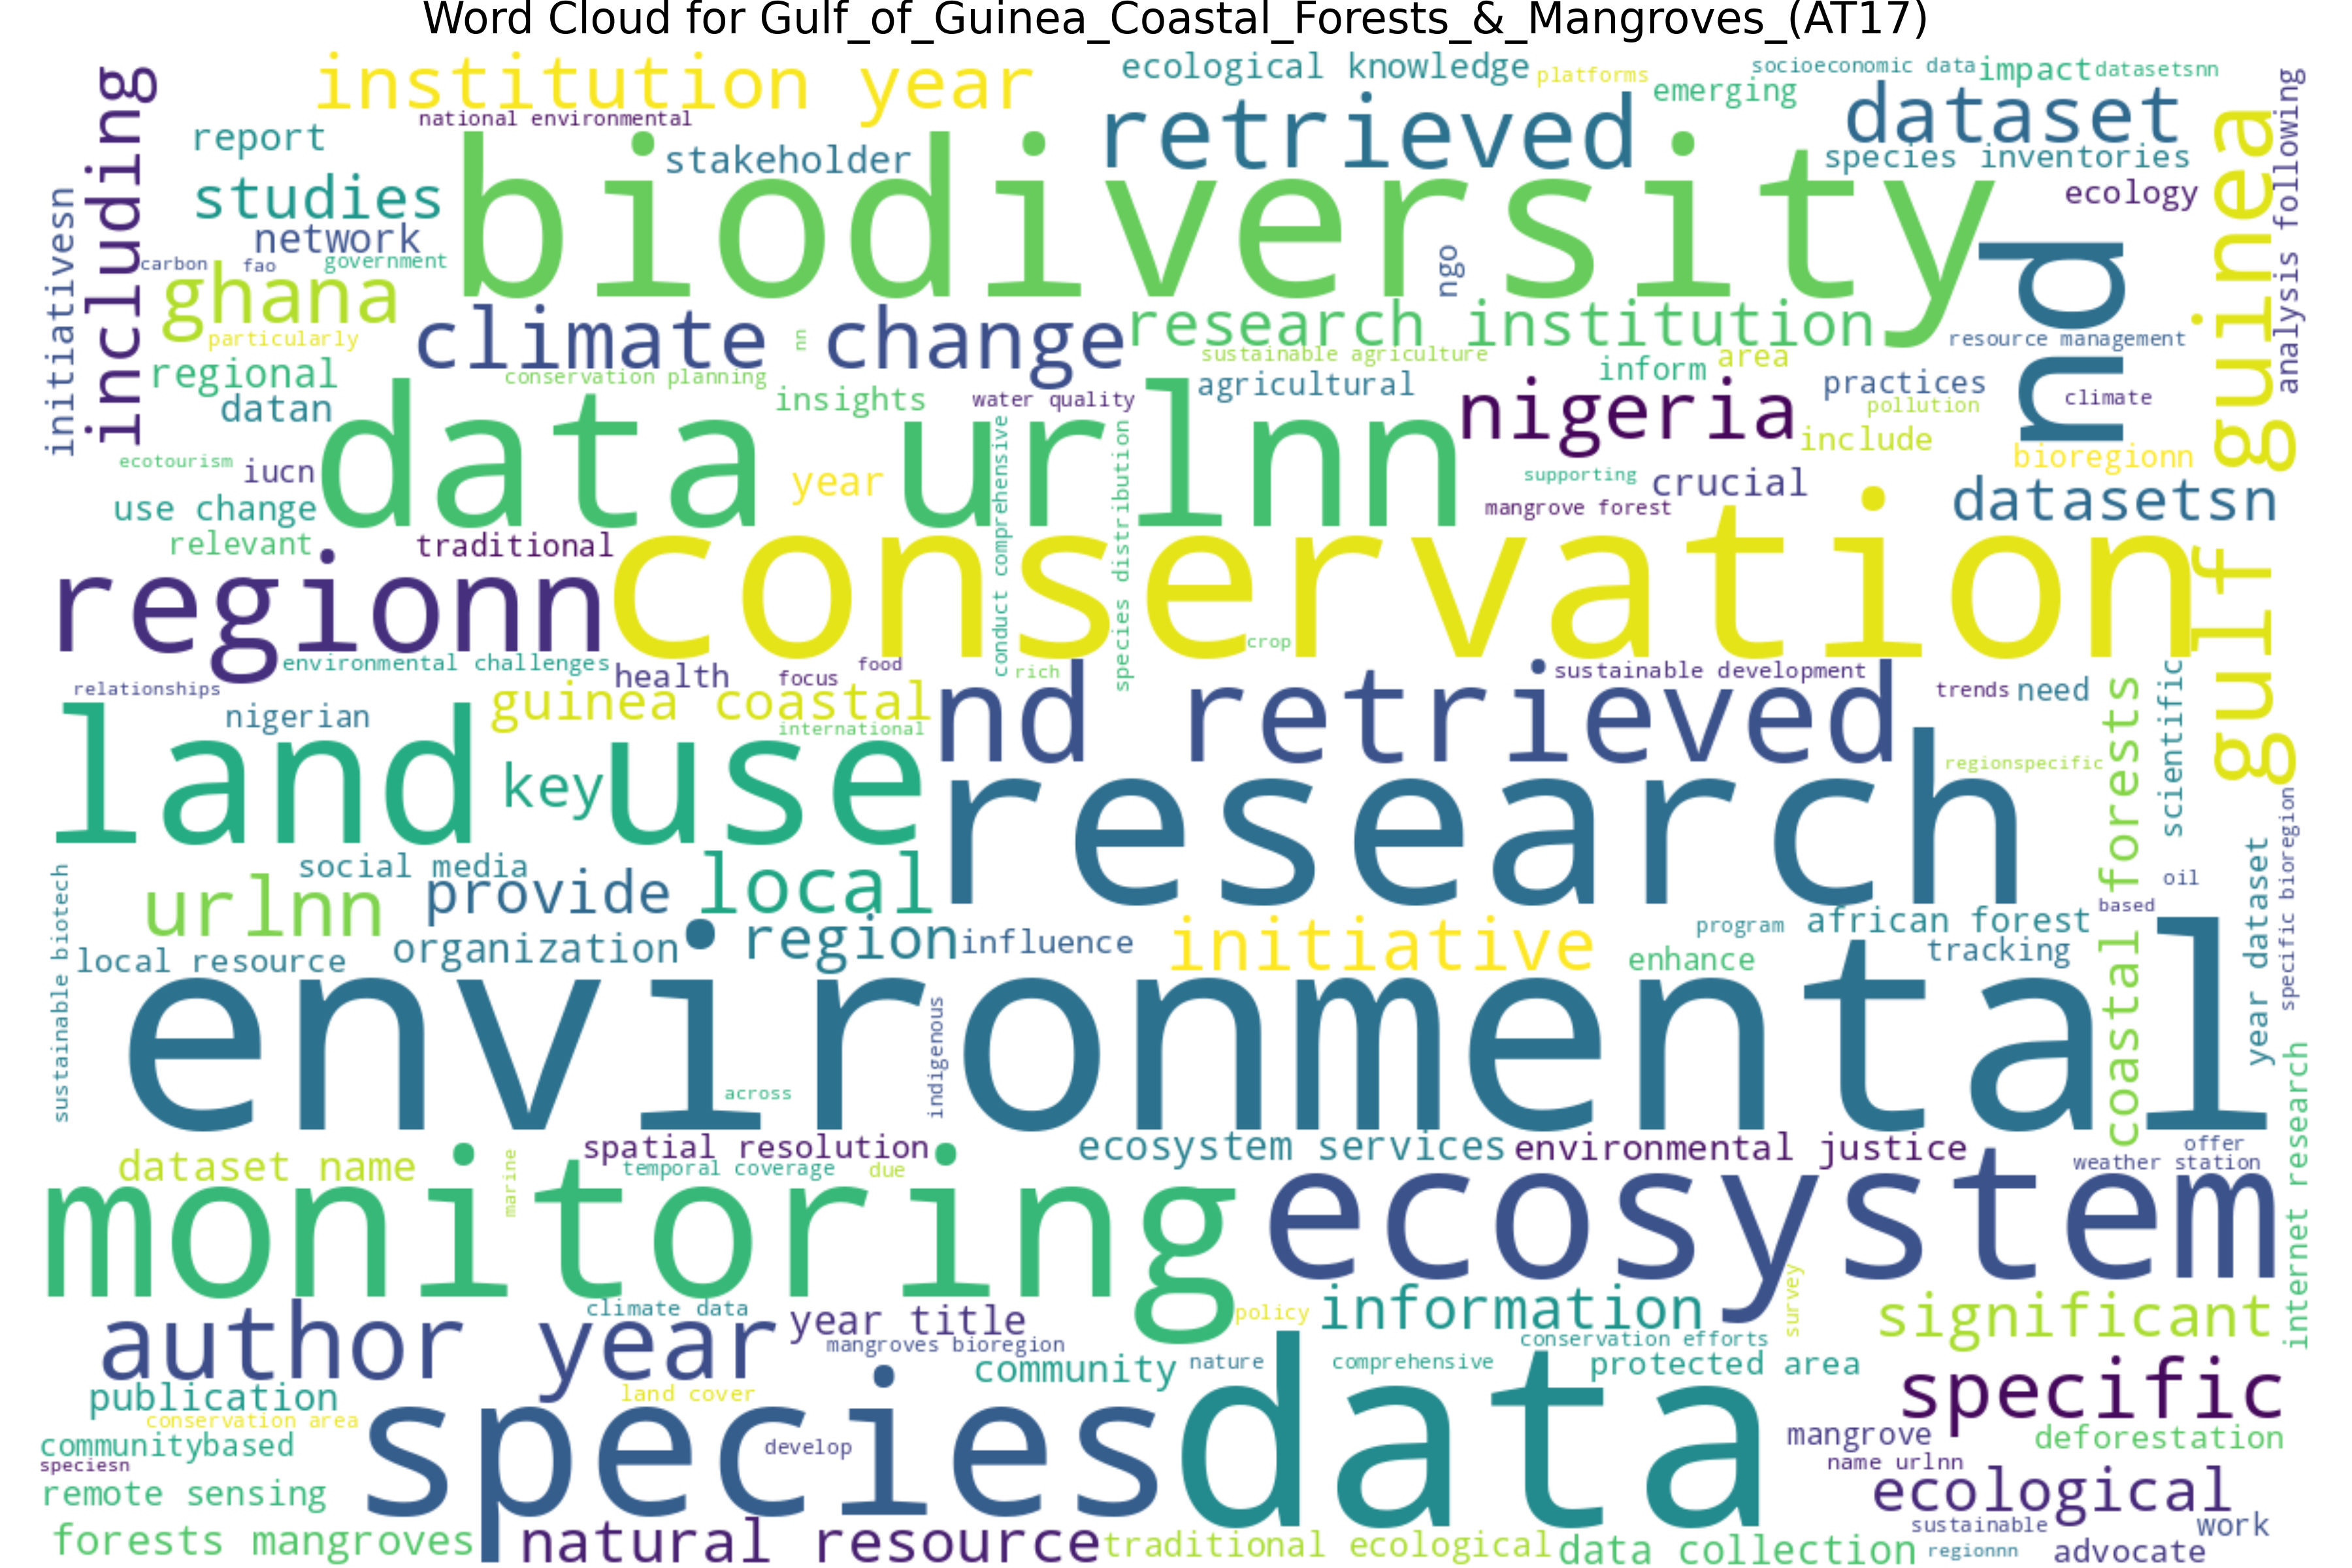 Word Cloud for Gulf_of_Guinea_Coastal_Forests_&_Mangroves_(AT17)
institution year
ecological knowledge
platforms
socioeconomic data
impact
datasetsnn
emerging
national environmental
report
stakeholder
retrieved
dataset
species inventories
ecology
including
initiativesn
studies
network
carbon
fao
government
biodiversity
ngo
nd
gulf guinea
analysis following
ghana
particularly
climate change
nn
research institution
resource management
sustainable agriculture
inform
area
regional
conservation planning
datan
insights
water quality
agricultural
nigeria
practices
pollution
climate
include
ecotourism
iucn
data urlnn
year
supporting
crucial
bioregionn
use change
mangrove forest
datasetsn
relevant
traditional
conduct comprehensive
species distribution
regionn
conservation
crop
environmental challenges
health
focus
food
rich
sustainable development
relationships
guinea coastal
nd retrieved
trends
need
scientific
nigerian
international
land use
key
research
regionspecific
coastal forests
social media
urlnn
provide
local
oil
based
year dataset
specific bioregion
sustainable biotech
local resource
organization
region
influence
initiative
program
african forest
enhance
tracking
environmental
indigenous
across
internet research
spatial resolution
ecosystem services
environmental justice
offer
weather station
dataset name
temporal coverage
due
marine
monitoring
ecosystem
survey
author year
climate data
year title
policy
information
significant
mangroves bioregion
conservation efforts
community
nature
comprehensive
protected area
publication
land cover
specific
conservation area
communitybased
speciesn
species
develop
data
mangrove
deforestation
name urlnn
remote sensing
ecological
sustainable
work
forests mangroves
natural resource
traditional ecological
data collection
regionnn
advocate